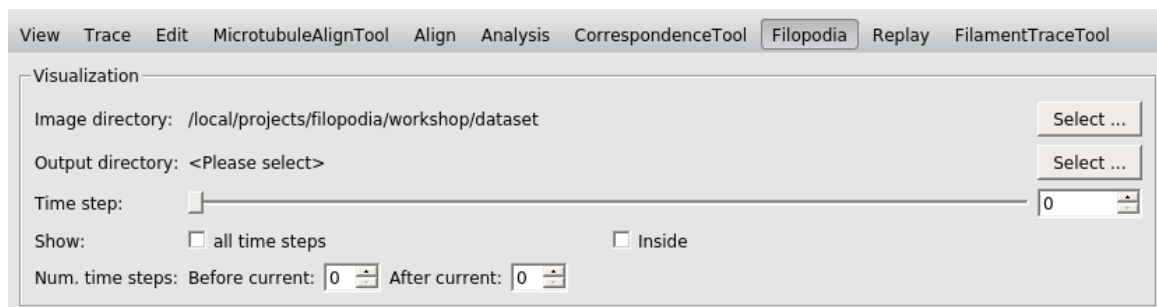 View Trace Edit MicrotubuleAlignTool Align Analysis CorrespondenceTool Filopodia Replay FilamentTraceTool
Visualization
Image directory: /local/projects/filopodia/workshop/dataset Select ...
Output directory: <Please select> Select ...
Time step: 0
Show: all time steps Inside
Num. time steps: Before current: 0 After current: 0